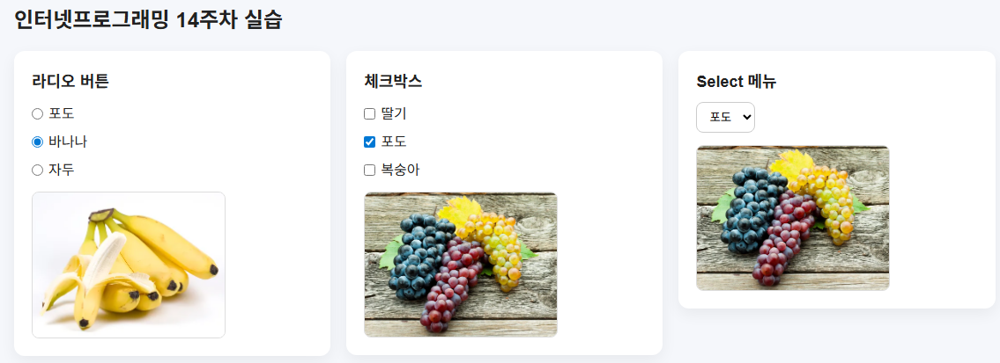 인터넷프로그래밍 14주차 실습
라디오 버튼
포도
바나나
자두
체크박스
딸기
포도
복숭아
Select 메뉴
포도